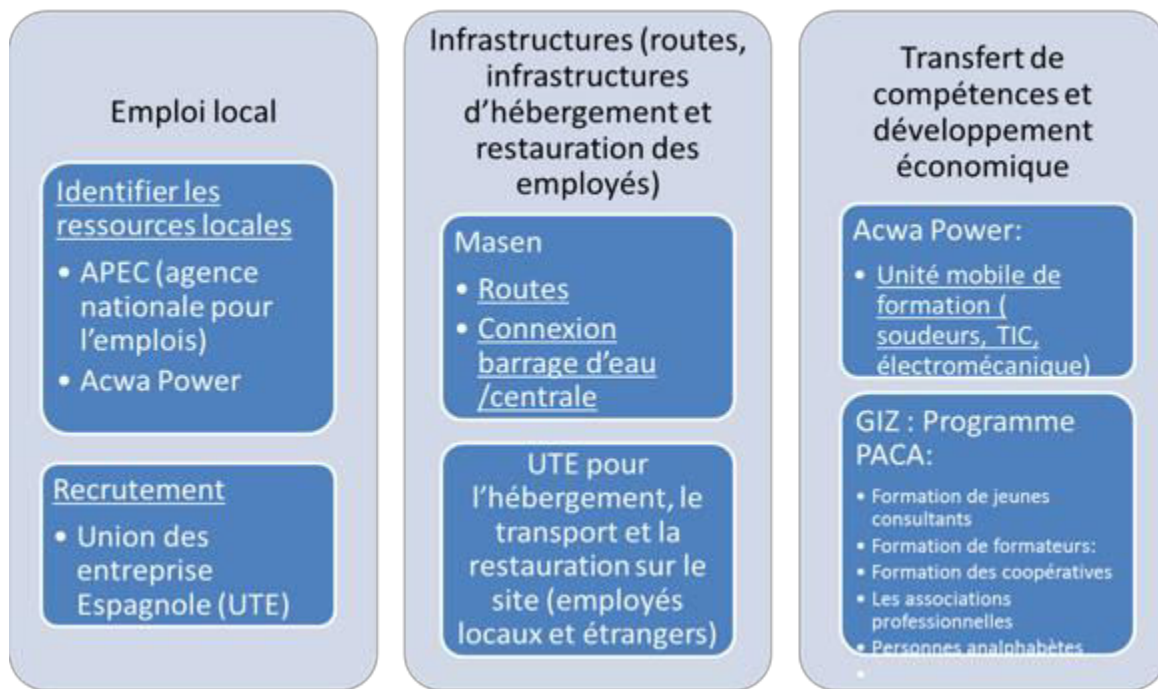 Emploi local
Identifier les
ressources locales
• APEC (agence
nationale pour
l'emplois)
• Acwa Power
Recrutement
• Union des
entreprise
Espagnole (UTE)
Infrastructures (routes,
infrastructures
d'hébergement et
restauration des
employés)
Masen
• Routes
• Connexion
barrage d'eau
/centrale
UTE pour
l'hébergement, le
transport et la
restauration sur le
site (employés
locaux et étrangers)
Transfert de
compétences et
développement
économique
Acwa Power:
• Unité mobile de
formation (
soudeurs, TIC,
électromécanique)
GIZ : Programme
PACA:
• Formation de jeunes
consultants
• Formation de formateurs:
• Formation des coopératives
• Les associations
professionnelles
• Personnes analphabètes
•